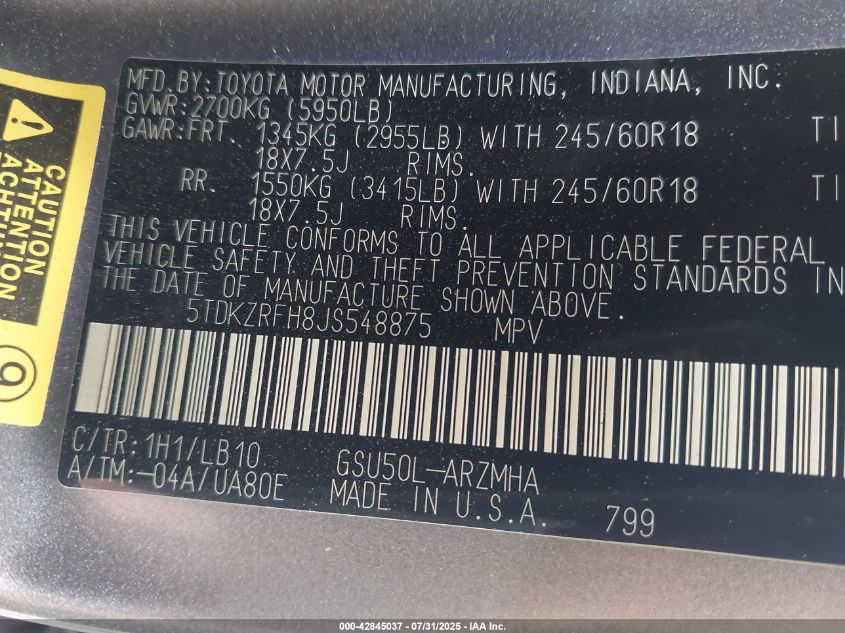 MFD.BY:TOYOTA MOTOR MANUFACTURING, INDIANA, INC.
GVWR:2700KG (5950LB)
GAWR:FRT. 1345KG (2955LB) WITH 245/60R18 TI
18X7.5J RIMS.
RR. 1550KG (3415LB) WITH 245/60R18 TI
18X7.5J RIMS.
THIS VEHICLE CONFORMS TO ALL APPLICABLE FEDERAL
VEHICLE SAFETY AND THEFT PREVENTION STANDARDS IN
THE DATE OF MANUFACTURE SHOWN ABOVE.
5TDKZRFH8JS548875 MPV
C/TR:1H1/LB10 GSU50L-ARZMHA
A/TM:-04A/UA80E MADE IN U.S.A. 799
CAUTION
ATTENTION
ACHTUNG
9
000-42845037 - 07/31/2025 - IAA Inc.